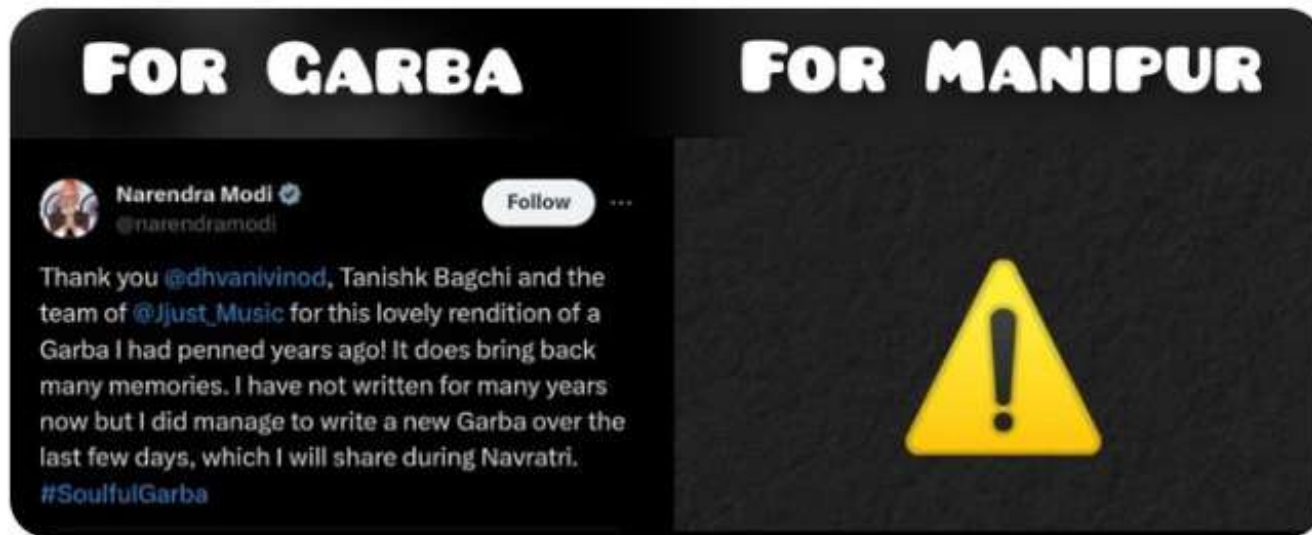 FOR GARBA
FOR MANIPUR
Narendra Modi
@narendramodi
Follow
Thank you @dhvanivinod, Tanishk Bagchi and the
team of @Jjust_Music for this lovely rendition of a
Garba I had penned years ago! It does bring back
many memories. I have not written for many years
now but I did manage to write a new Garba over the
last few days, which I will share during Navratri.
#SoulfulGarba